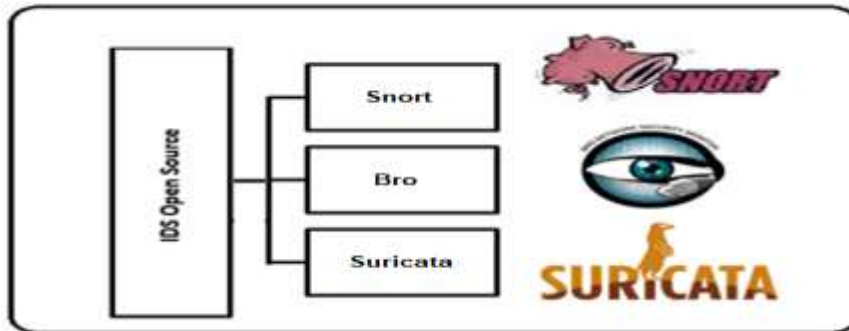 IDS Open Source
Snort
SNORT
Bro
Suricata
SURICATA